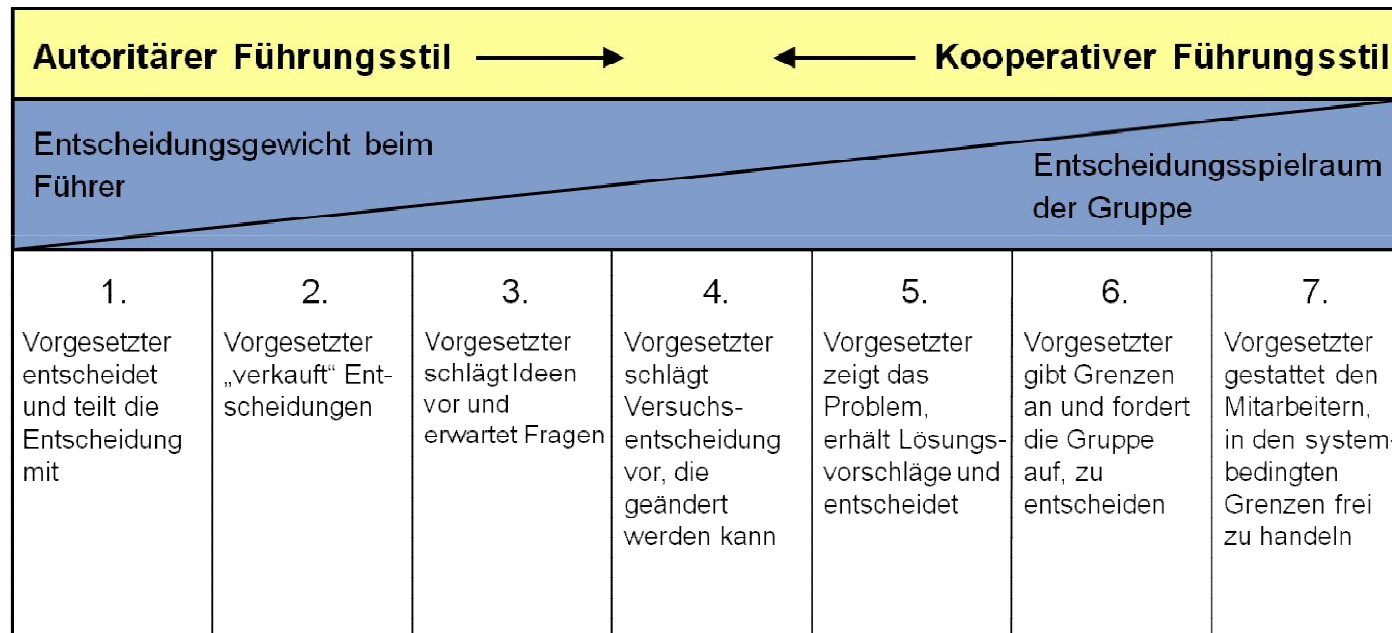 Autoritärer Führungsstil
Kooperativer Führungsstil
Entscheidungsgewicht beim
Führer
Entscheidungsspielraum
der Gruppe
1.
Vorgesetzter
entscheidet
und teilt die
Entscheidung
mit
2.
Vorgesetzter
„verkauft“ Ent-
scheidungen
3.
Vorgesetzter
schlägt Ideen
vor und
erwartet Fragen
4.
Vorgesetzter
schlägt
Versuchs-
entscheidung
vor, die
geändert
werden kann
5.
Vorgesetzter
zeigt das
Problem,
erhält Lösungs-
vorschläge und
entscheidet
6.
Vorgesetzter
gibt Grenzen
an und fordert
die Gruppe
auf, zu
entscheiden
7.
Vorgesetzter
gestattet den
Mitarbeitern,
in den system-
bedingten
Grenzen frei
zu handeln